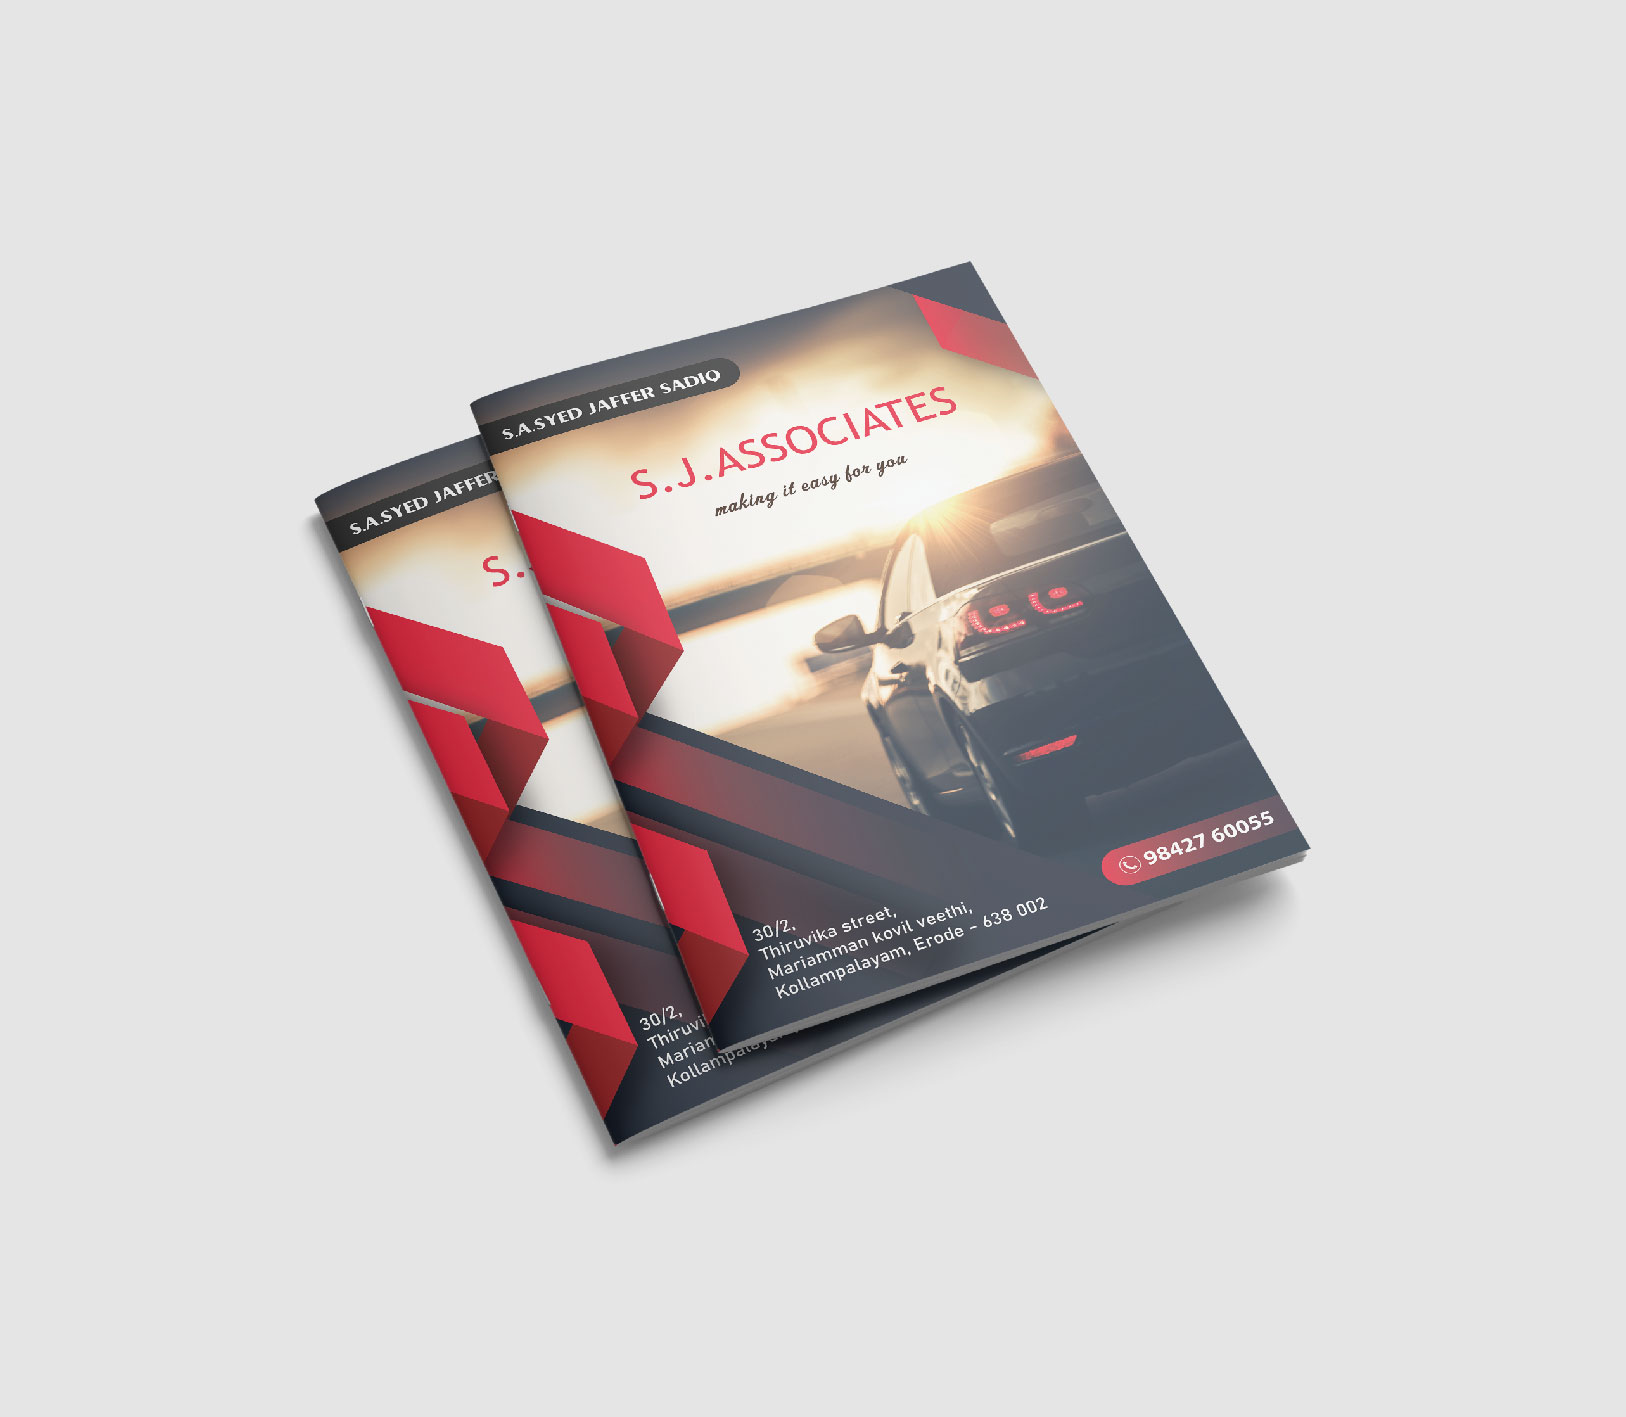 S.A.SYED JAFFER SADIQ
S.J.ASSOCIATES
making it easy for you
98427 60055
30/2,
Thiruvika street,
Mariamman kovil veethi,
Kollampalayam, Erode - 638 002
S.A.SYED JAFFER
S.
30/2,